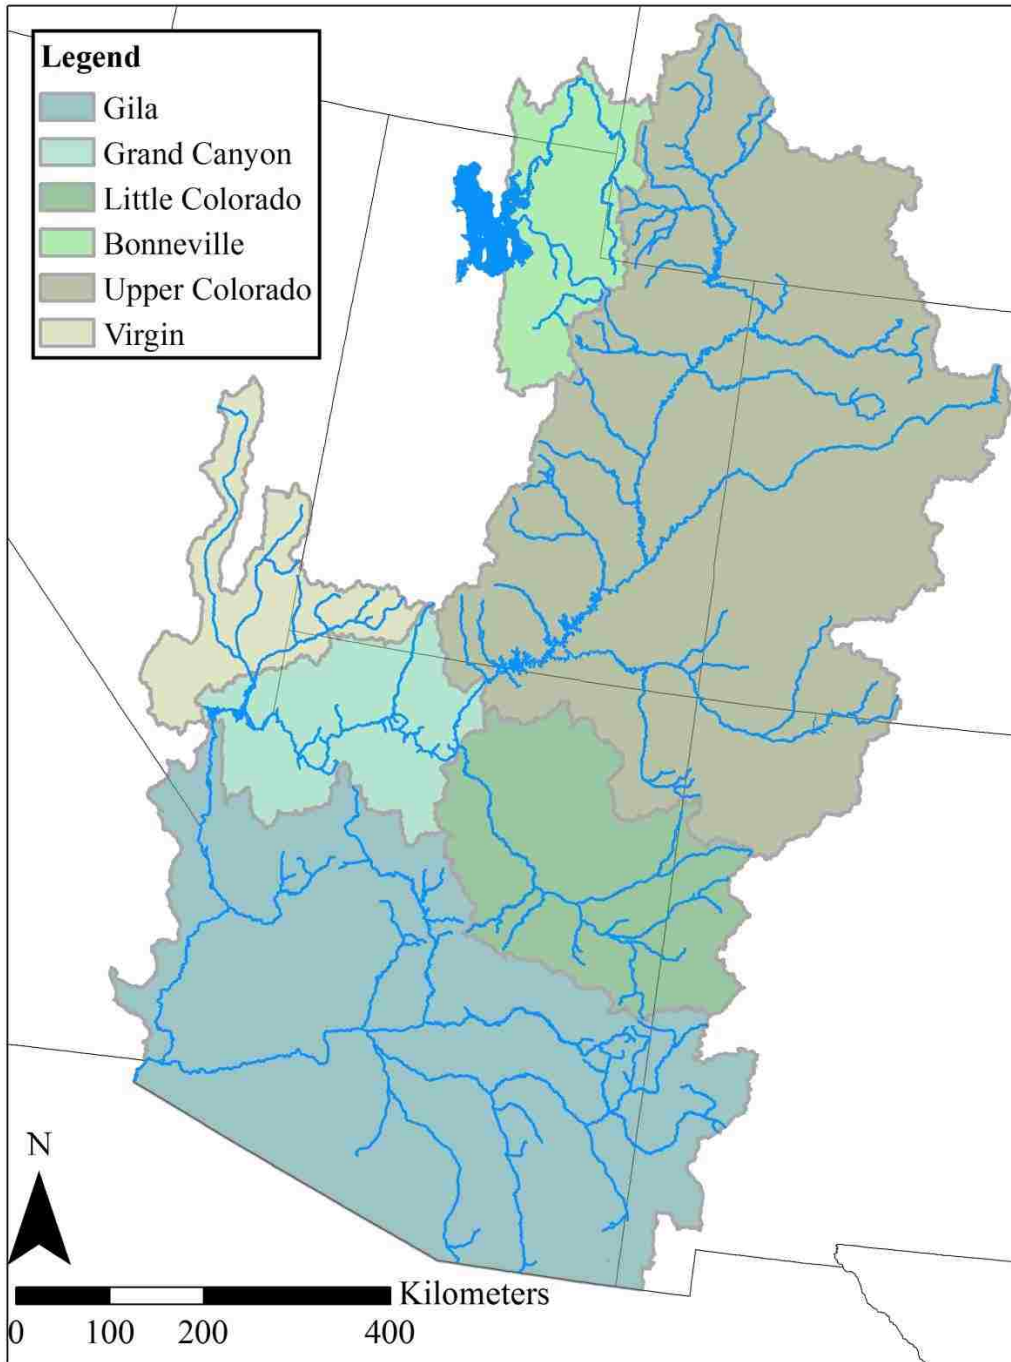 Legend
Gila
Grand Canyon
Little Colorado
Bonneville
Upper Colorado
Virgin
N
Kilometers
0 100 200 400